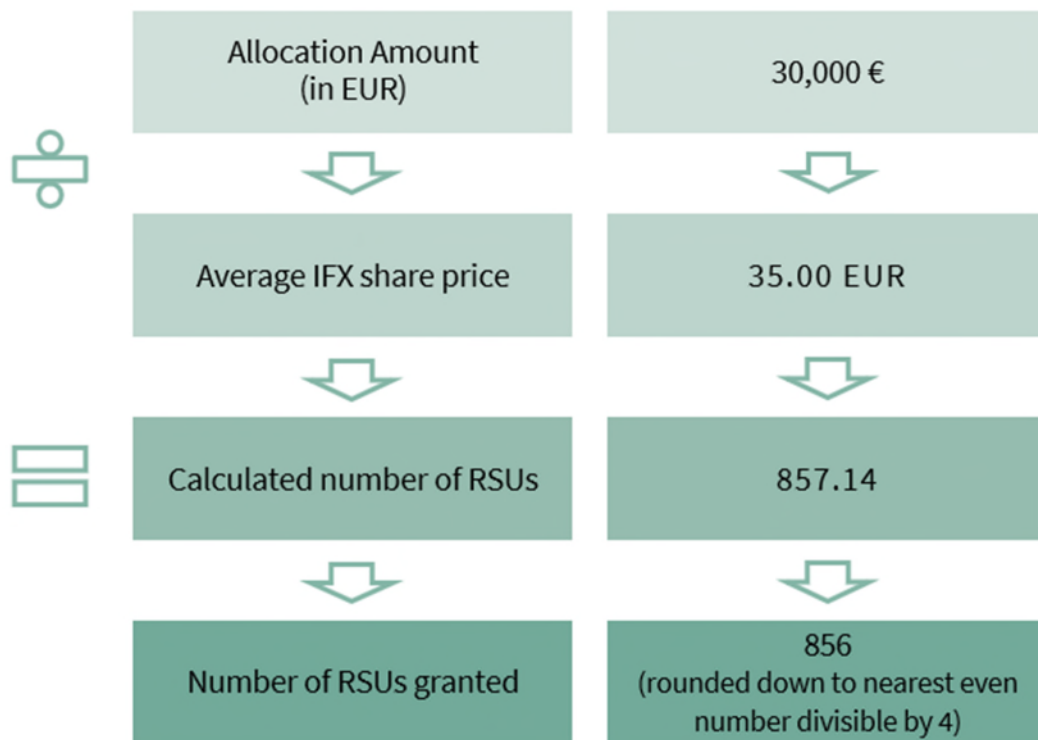 Allocation Amount
(in EUR)
30,000 €
Average IFX share price
35.00 EUR
Calculated number of RSUs
857.14
Number of RSUs granted
856
(rounded down to nearest even
number divisible by 4)